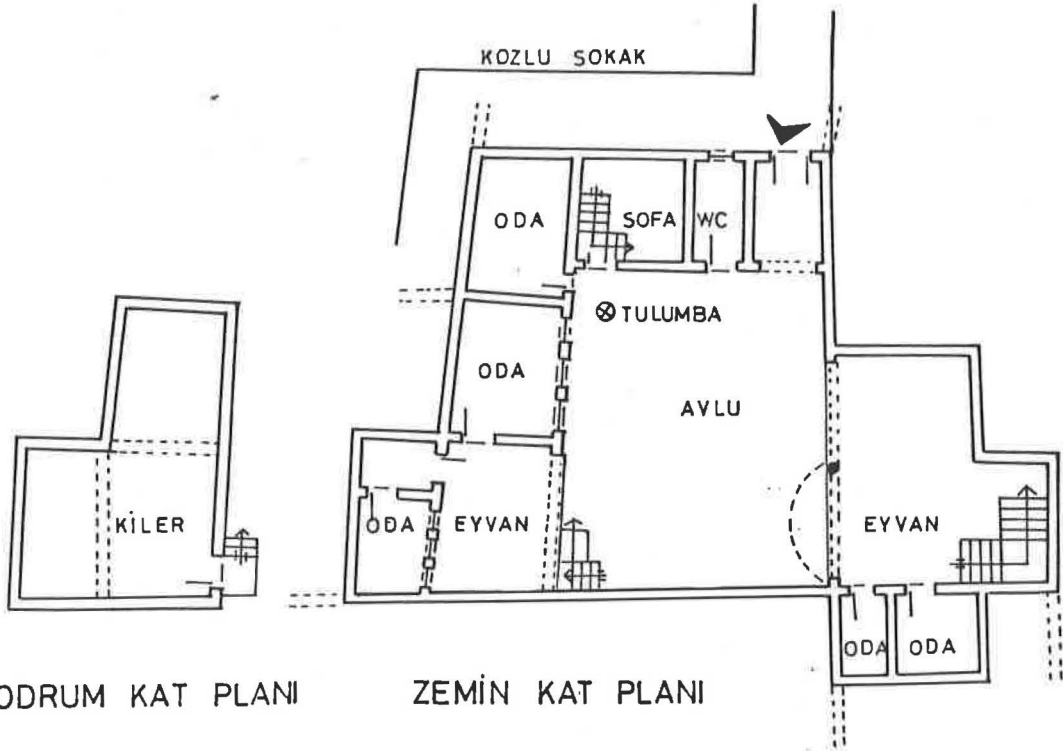 KOZLU SOKAK
ODA
SOFA
WC
TULUMBA
ODA
AVLU
KİLER
ODA
EYVAN
EYVAN
ODA
ODA
ODRUM KAT PLANI
ZEMİN KAT PLANI